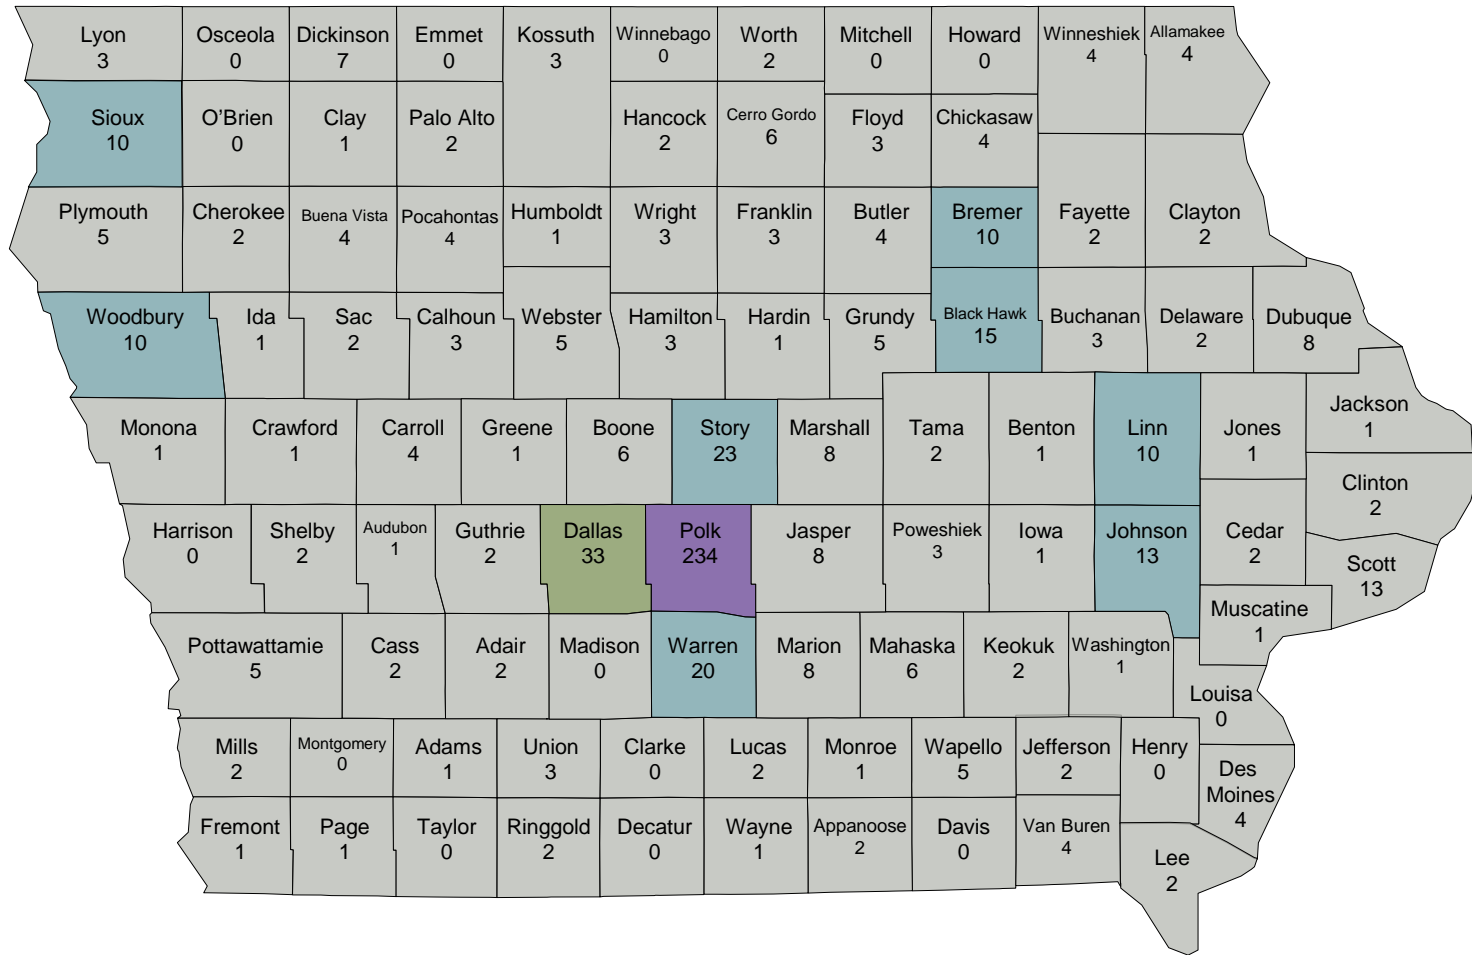 Lyon
3
Osceola
0
Dickinson
7
Emmet
0
Kossuth
3
Winnebago
0
Worth
2
Mitchell
0
Howard
0
Winneshiek
4
Allamakee
4
Sioux
10
O'Brien
0
Clay
1
Palo Alto
2
Hancock
2
Cerro Gordo
6
Floyd
3
Chickasaw
4
Plymouth
5
Cherokee
2
Buena Vista
4
Pocahontas
4
Humboldt
1
Wright
3
Franklin
3
Butler
4
Bremer
10
Fayette
2
Clayton
2
Woodbury
10
Ida
1
Sac
2
Calhoun
3
Webster
5
Hamilton
3
Hardin
1
Grundy
5
Black Hawk
15
Buchanan
3
Delaware
2
Dubuque
8
Monona
1
Crawford
1
Carroll
4
Greene
1
Boone
6
Story
23
Marshall
8
Tama
2
Benton
1
Linn
10
Jones
1
Jackson
1
Clinton
2
Harrison
0
Shelby
2
Audubon
1
Guthrie
2
Dallas
33
Polk
234
Jasper
8
Poweshiek
3
Iowa
1
Johnson
13
Cedar
2
Scott
13
Muscatine
1
Pottawattamie
5
Cass
2
Adair
2
Madison
0
Warren
20
Marion
8
Mahaska
6
Keokuk
2
Washington
1
Louisa
0
Mills
2
Montgomery
0
Adams
1
Union
3
Clarke
0
Lucas
2
Monroe
1
Wapello
5
Jefferson
2
Henry
0
Des
Moines
4
Fremont
1
Page
1
Taylor
0
Ringgold
2
Decatur
0
Wayne
1
Appanoose
2
Davis
0
Van Buren
4
Lee
2